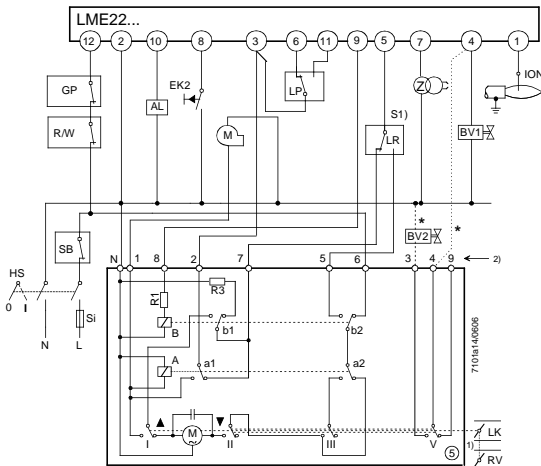 LME22...
12 2 10 8 3 6 11 9 5 7 4 1
GP
R/W
AL
EK2
M
LP
S1)
LR
Z
ION
BV1
BV2
*
*
SB
HS
0 I
Si
N L
N 1 8 2 7 5 6 3 4 9 2)
R1
R3
B
b1
b2
A
a1
a2
M
I II III V
5
7101a14/0606
LK
1)
RV